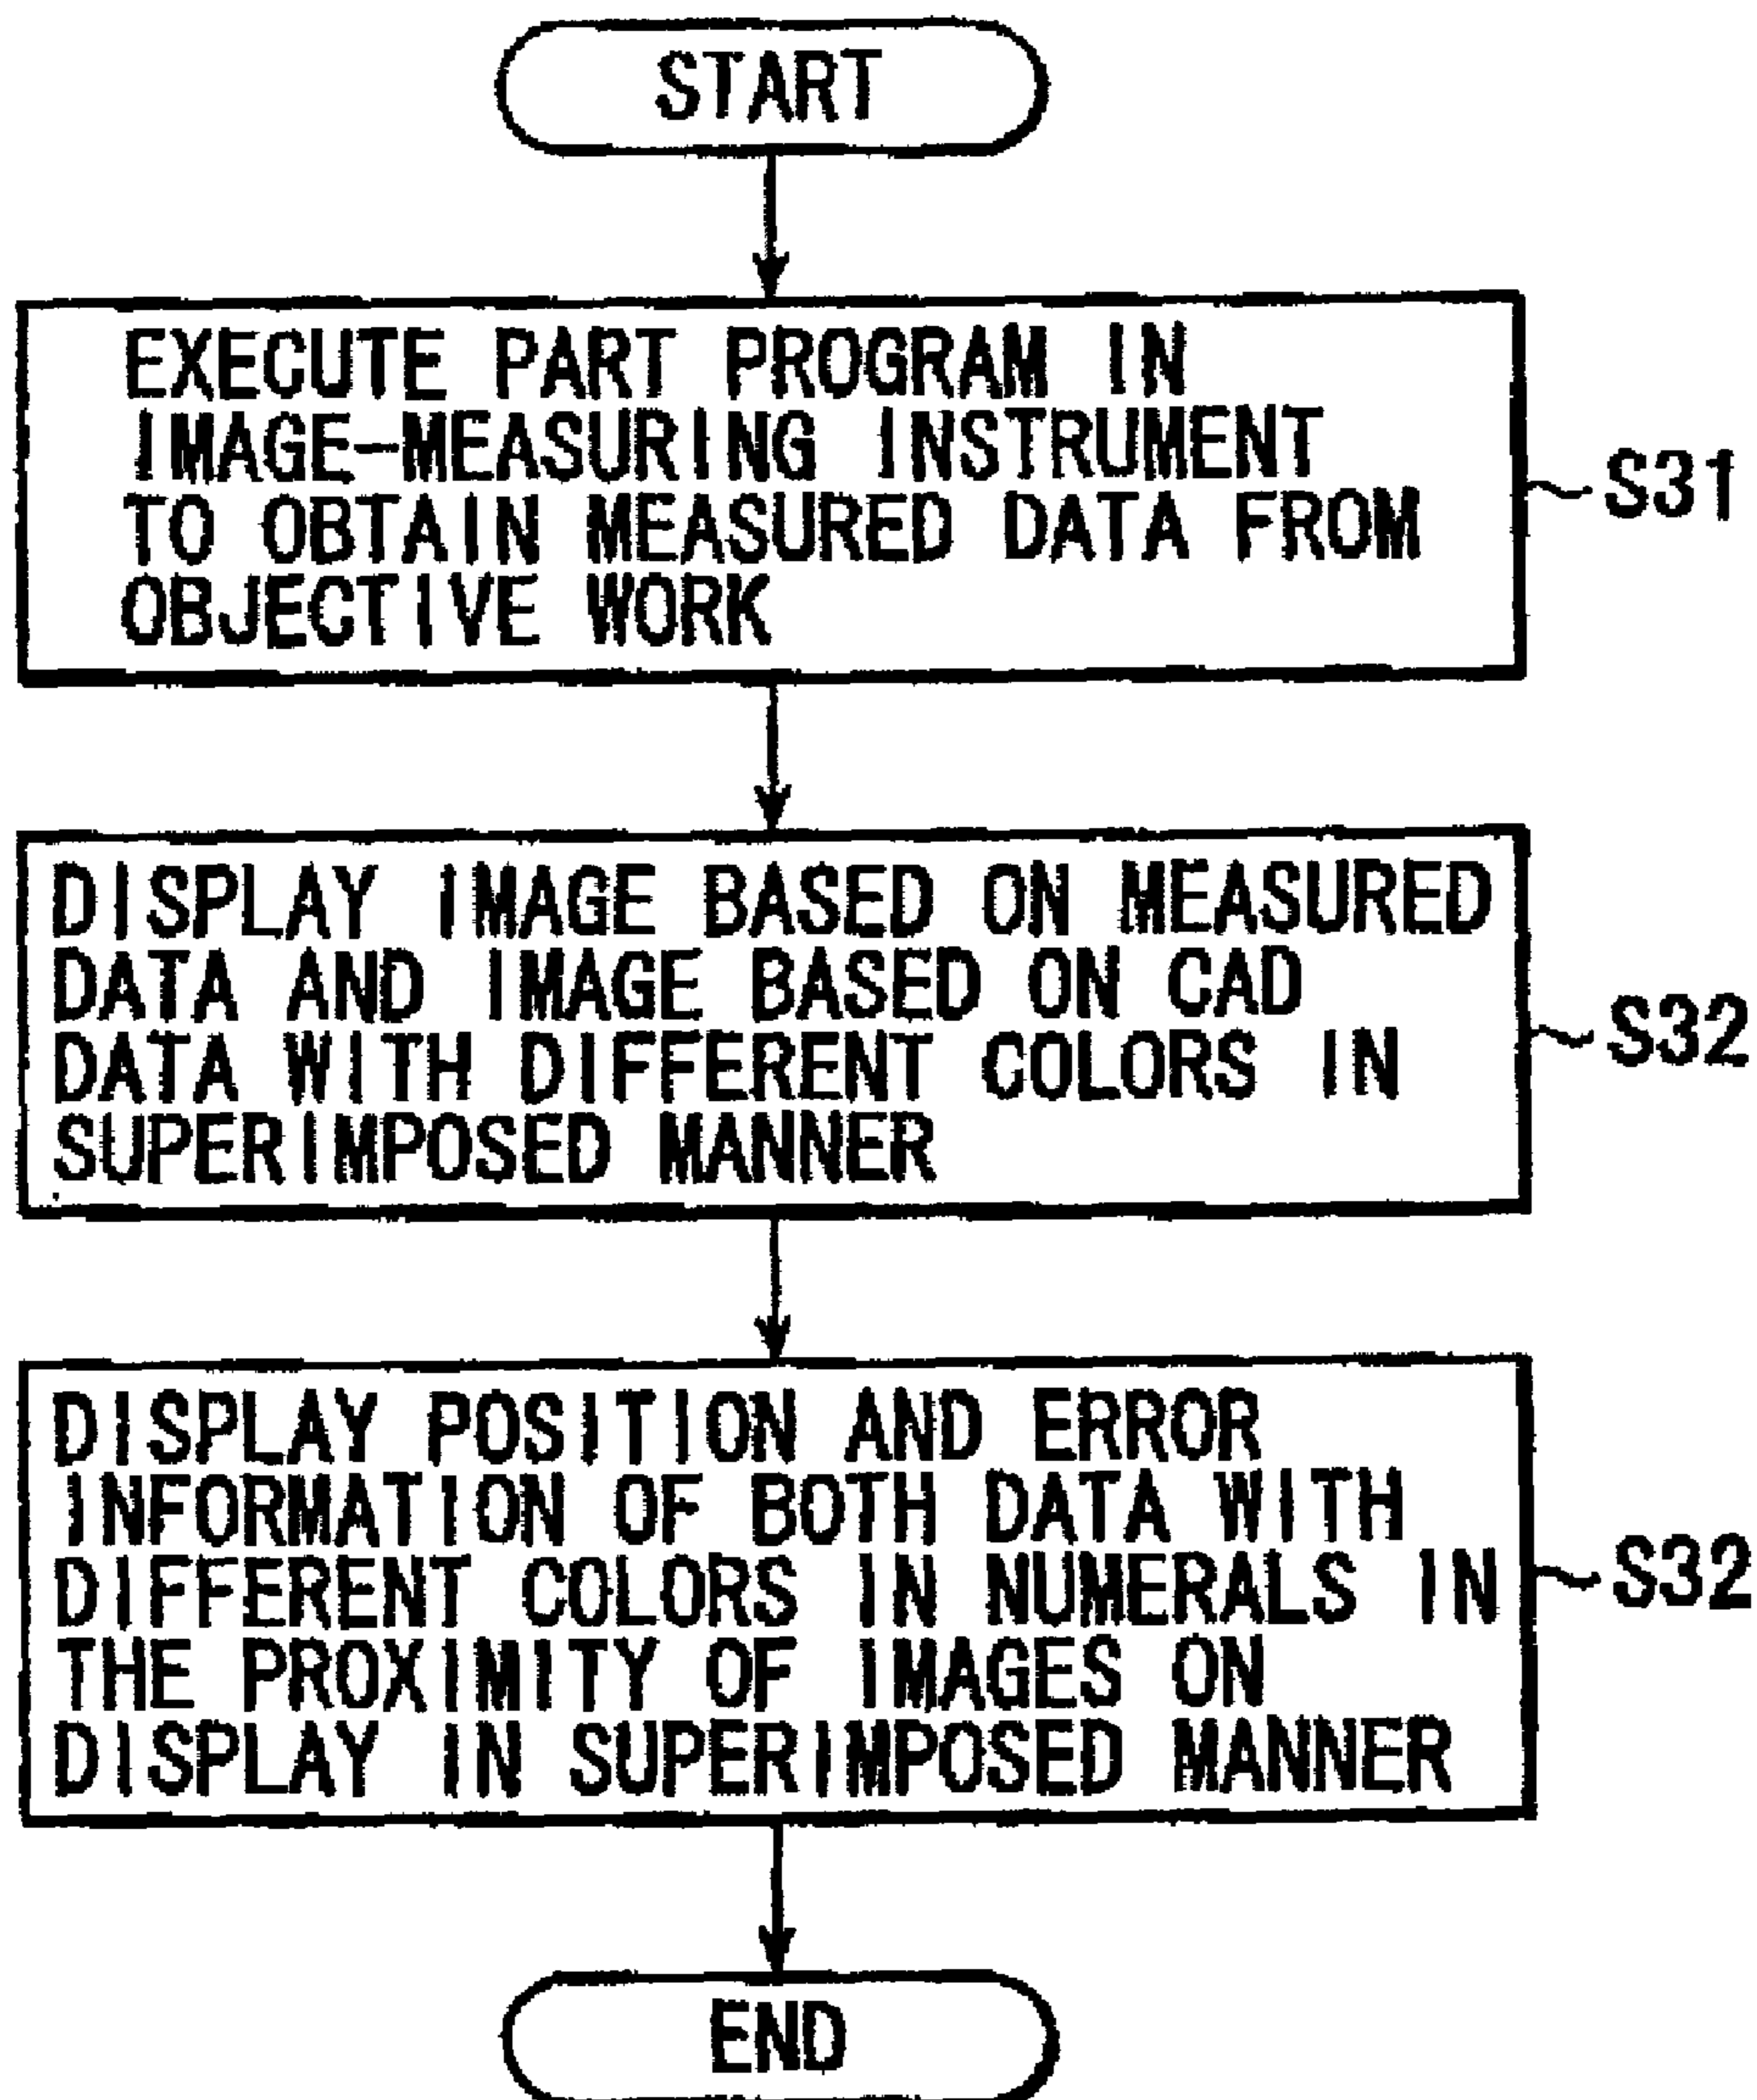 START
EXECUTE PART PROGRAM IN
IMAGE-MEASURING INSTRUMENT
TO OBTAIN MEASURED DATA FROM
OBJECTIVE WORK
S31
DISPLAY IMAGE BASED ON MEASURED
DATA AND IMAGE BASED ON CAD
DATA WITH DIFFERENT COLORS IN
SUPERIMPOSED MANNER
S32
DISPLAY POSITION AND ERROR
INFORMATION OF BOTH DATA WITH
DIFFERENT COLORS IN NUMERALS IN
THE PROXIMITY OF IMAGES ON
DISPLAY IN SUPERIMPOSED MANNER
S32
END